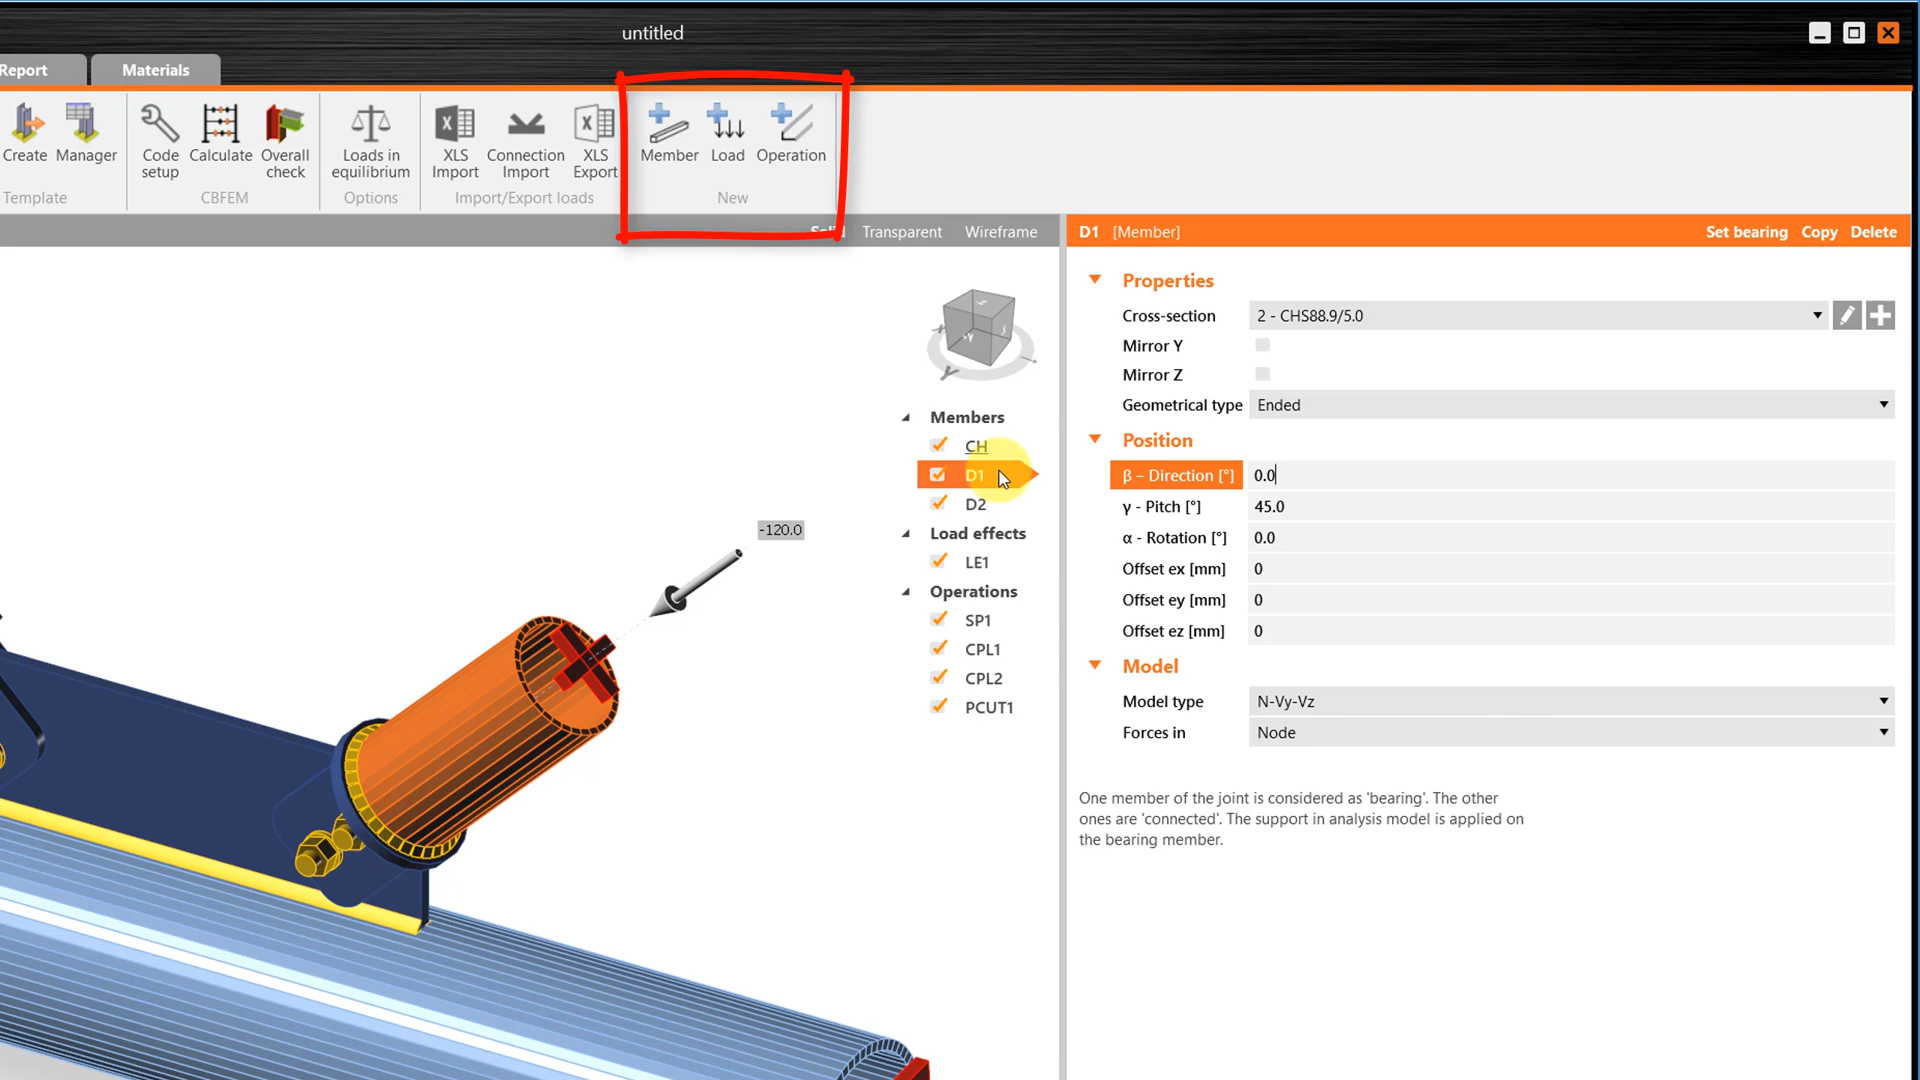 untitled
Report
Materials
Create
Manager
Template
Code setup
Calculate
Overall check
CBFEM
Loads in equilibrium
Options
XLS Import
Connection Import
XLS Export
Import/Export loads
Member
Load
Operation
New
Solid Transparent Wireframe
D1 [Member]
Set bearing Copy Delete
Properties
Cross-section 2 - CHS88.9/5.0
Mirror Y
Mirror Z
Geometrical type Ended
Position
β – Direction [°] 0.0
γ - Pitch [°] 45.0
α - Rotation [°] 0.0
Offset ex [mm] 0
Offset ey [mm] 0
Offset ez [mm] 0
Model
Model type N-Vy-Vz
Forces in Node
One member of the joint is considered as 'bearing'. The other
ones are 'connected'. The support in analysis model is applied on
the bearing member.
Members
CH
D1
D2
Load effects
LE1
Operations
SP1
CPL1
CPL2
PCUT1
-120.0